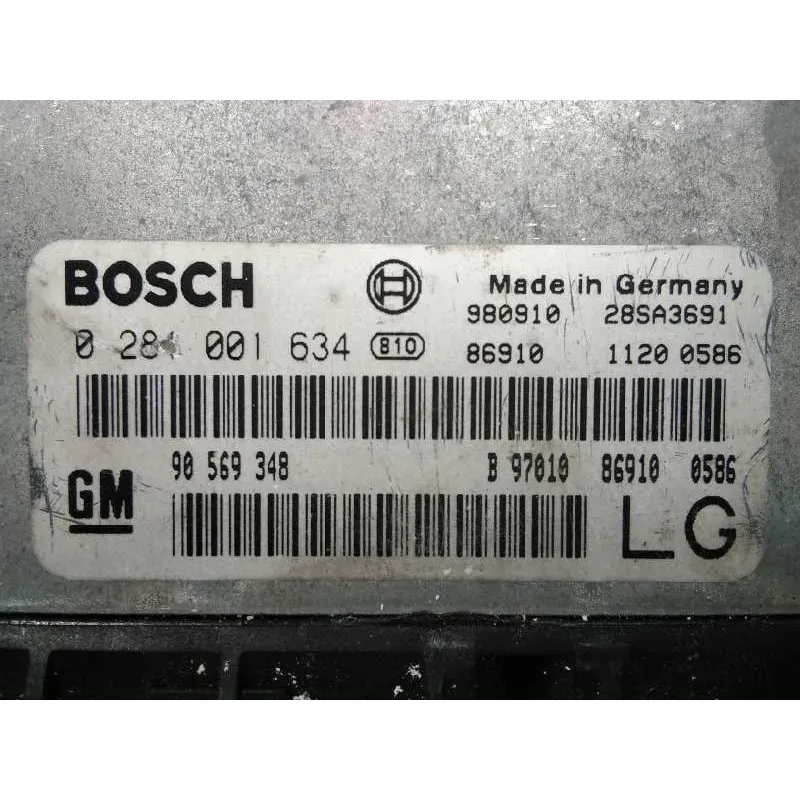 BOSCH Made in Germany
980910 28SA3691
0 281 001 634 810 86910 1120 0586
90 569 348 B 97010 86910 0586
GM LG